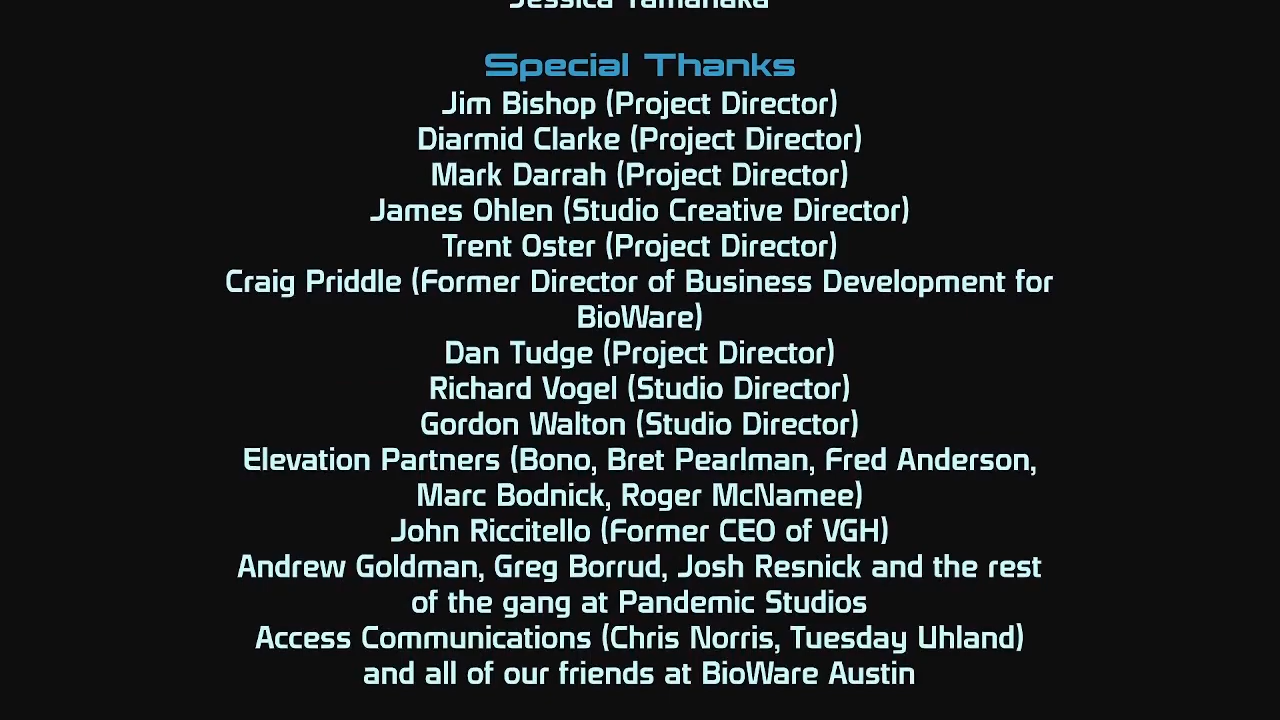 Jessica Yamanaka
Special Thanks
Jim Bishop (Project Director)
Diarmid Clarke (Project Director)
Mark Darrah (Project Director)
James Ohlen (Studio Creative Director)
Trent Oster (Project Director)
Craig Priddle (Former Director of Business Development for
BioWare)
Dan Tudge (Project Director)
Richard Vogel (Studio Director)
Gordon Walton (Studio Director)
Elevation Partners (Bono, Bret Pearlman, Fred Anderson,
Marc Bodnick, Roger McNamee)
John Riccitello (Former CEO of VGH)
Andrew Goldman, Greg Borrud, Josh Resnick and the rest
of the gang at Pandemic Studios
Access Communications (Chris Norris, Tuesday Uhland)
and all of our friends at BioWare Austin